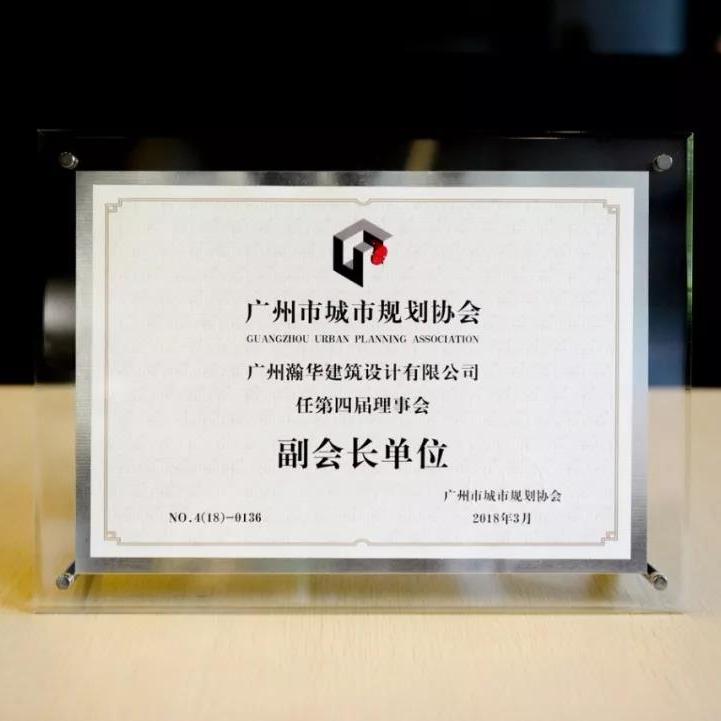 广州市城市规划协会
GUANGZHOU URBAN PLANNING ASSOCIATION
广州瀚华建筑设计有限公司
任第四届理事会
副会长单位
广州市城市规划协会
NO.4(18)-0136
2018年3月